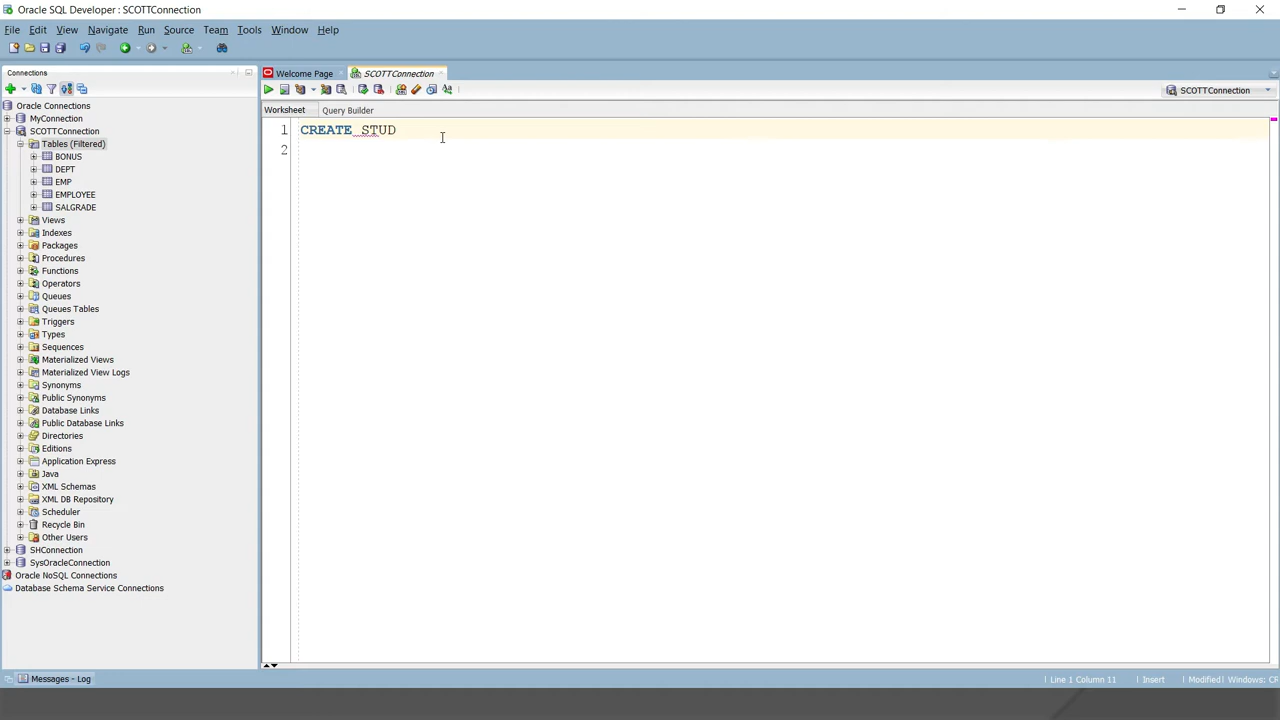 Oracle SQL Developer : SCOTTConnection
File Edit View Navigate Run Source Team Tools Window Help
Connections
Oracle Connections
MyConnection
SCOTTConnection
Tables (Filtered)
BONUS
DEPT
EMP
EMPLOYEE
SALGRADE
Views
Indexes
Packages
Procedures
Functions
Operators
Queues
Queues Tables
Triggers
Types
Sequences
Materialized Views
Materialized View Logs
Synonyms
Public Synonyms
Database Links
Public Database Links
Directories
Editions
Application Express
Java
XML Schemas
XML DB Repository
Scheduler
Recycle Bin
Other Users
SHConnection
SysOracleConnection
Oracle NoSQL Connections
Database Schema Service Connections
Welcome Page SCOTTConnection
SCOTTConnection
Worksheet Query Builder
1 CREATE STUD
2
Messages - Log
Line 1 Column 11 Insert Modified Windows: CR